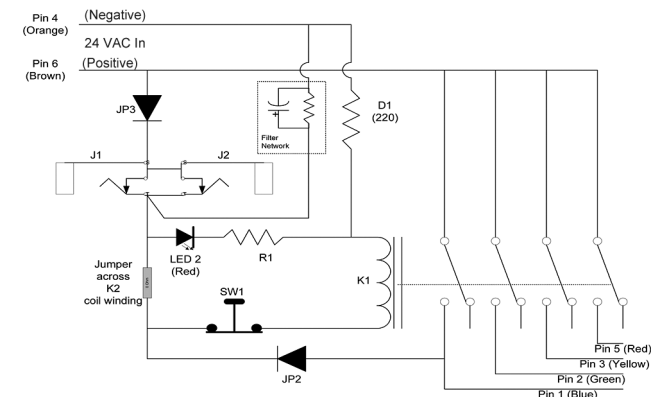 Pin 4
(Orange)
(Negative)
24 VAC In
Pin 6
(Brown)
(Positive)
JP3
D1
(220)
+
Filter
Network
J1
J2
LED 2
(Red)
R1
K1
Jumper
across
K2
coil winding
SW1
JP2
Pin 5 (Red)
Pin 3 (Yellow)
Pin 2 (Green)
Pin 1 (Blue)